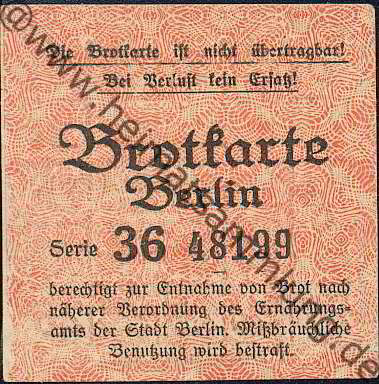 Die Brotkarte ist nicht übertragbar!
Bei Verlust kein Ersatz!
Brotkarte
Berlin
Serie 36 48199
berechtigt zur Entnahme von Brot nach
näherer Verordnung des Ernährungs-
amts der Stadt Berlin. Mißbräuchliche
Benutzung wird bestraft.